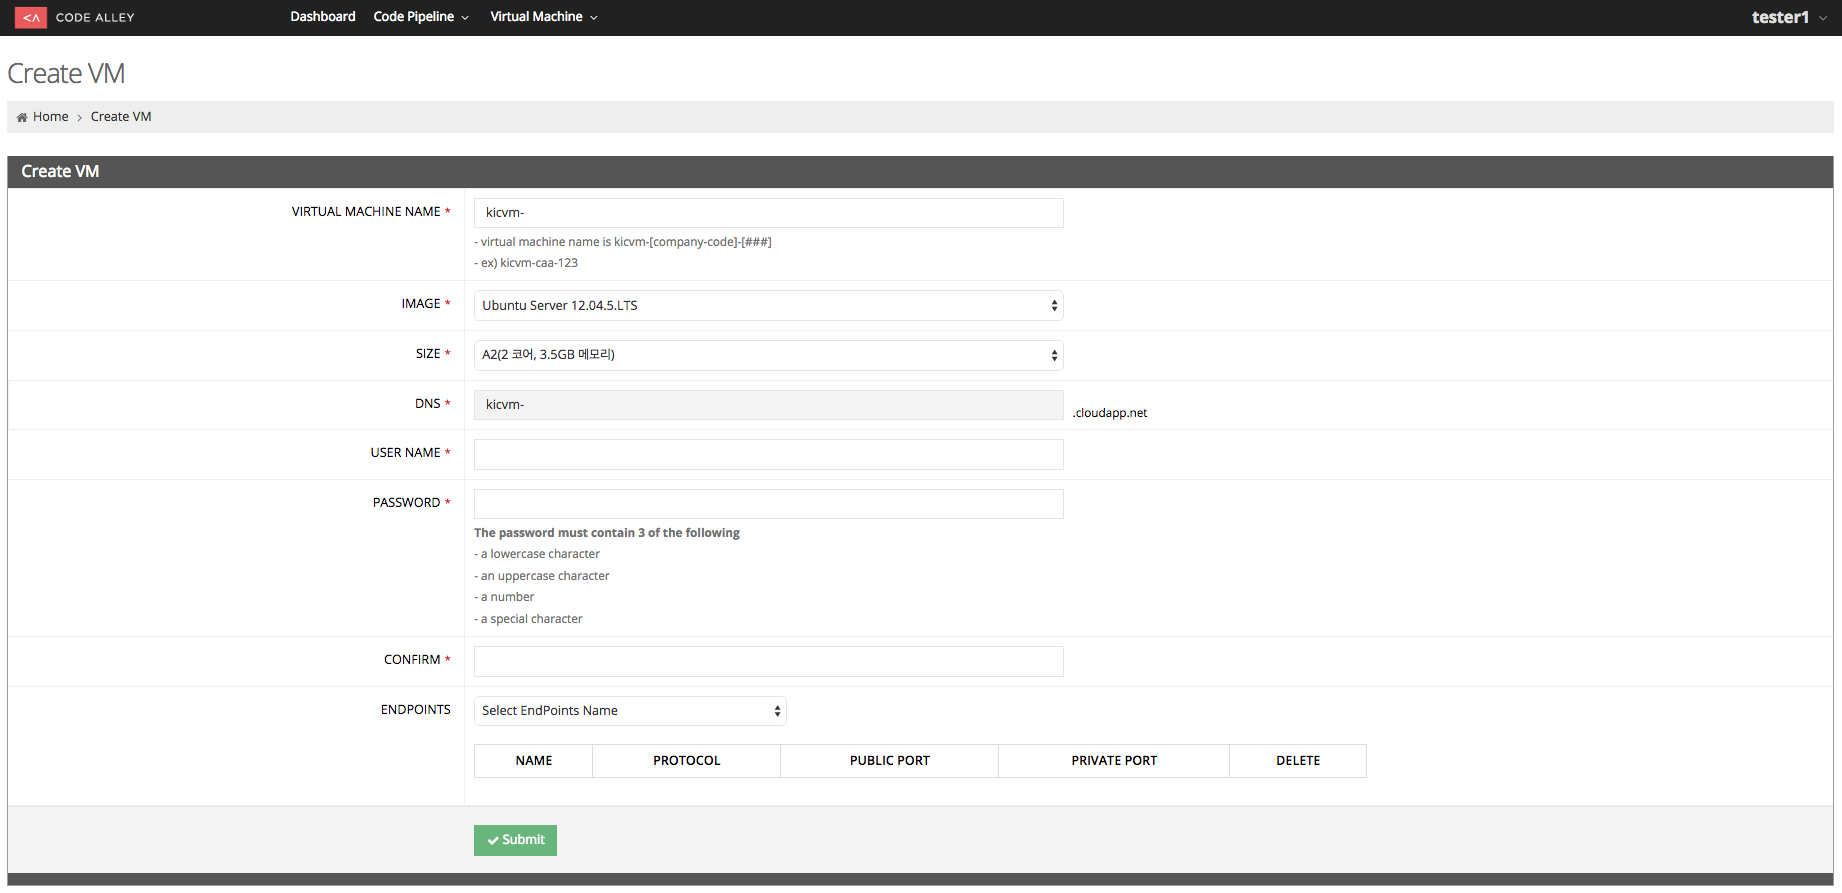 <∧ CODE ALLEY Dashboard Code Pipeline Virtual Machine tester1
Create VM
Home › Create VM
Create VM
VIRTUAL MACHINE NAME * kicvm-
- virtual machine name is kicvm-[company-code]-[###]
- ex) kicvm-caa-123
IMAGE * Ubuntu Server 12.04.5.LTS
SIZE * A2(2 코어, 3.5GB 메모리)
DNS * kicvm- .cloudapp.net
USER NAME *
PASSWORD *
The password must contain 3 of the following
- a lowercase character
- an uppercase character
- a number
- a special character
CONFIRM *
ENDPOINTS Select EndPoints Name
NAME PROTOCOL PUBLIC PORT PRIVATE PORT DELETE
Submit